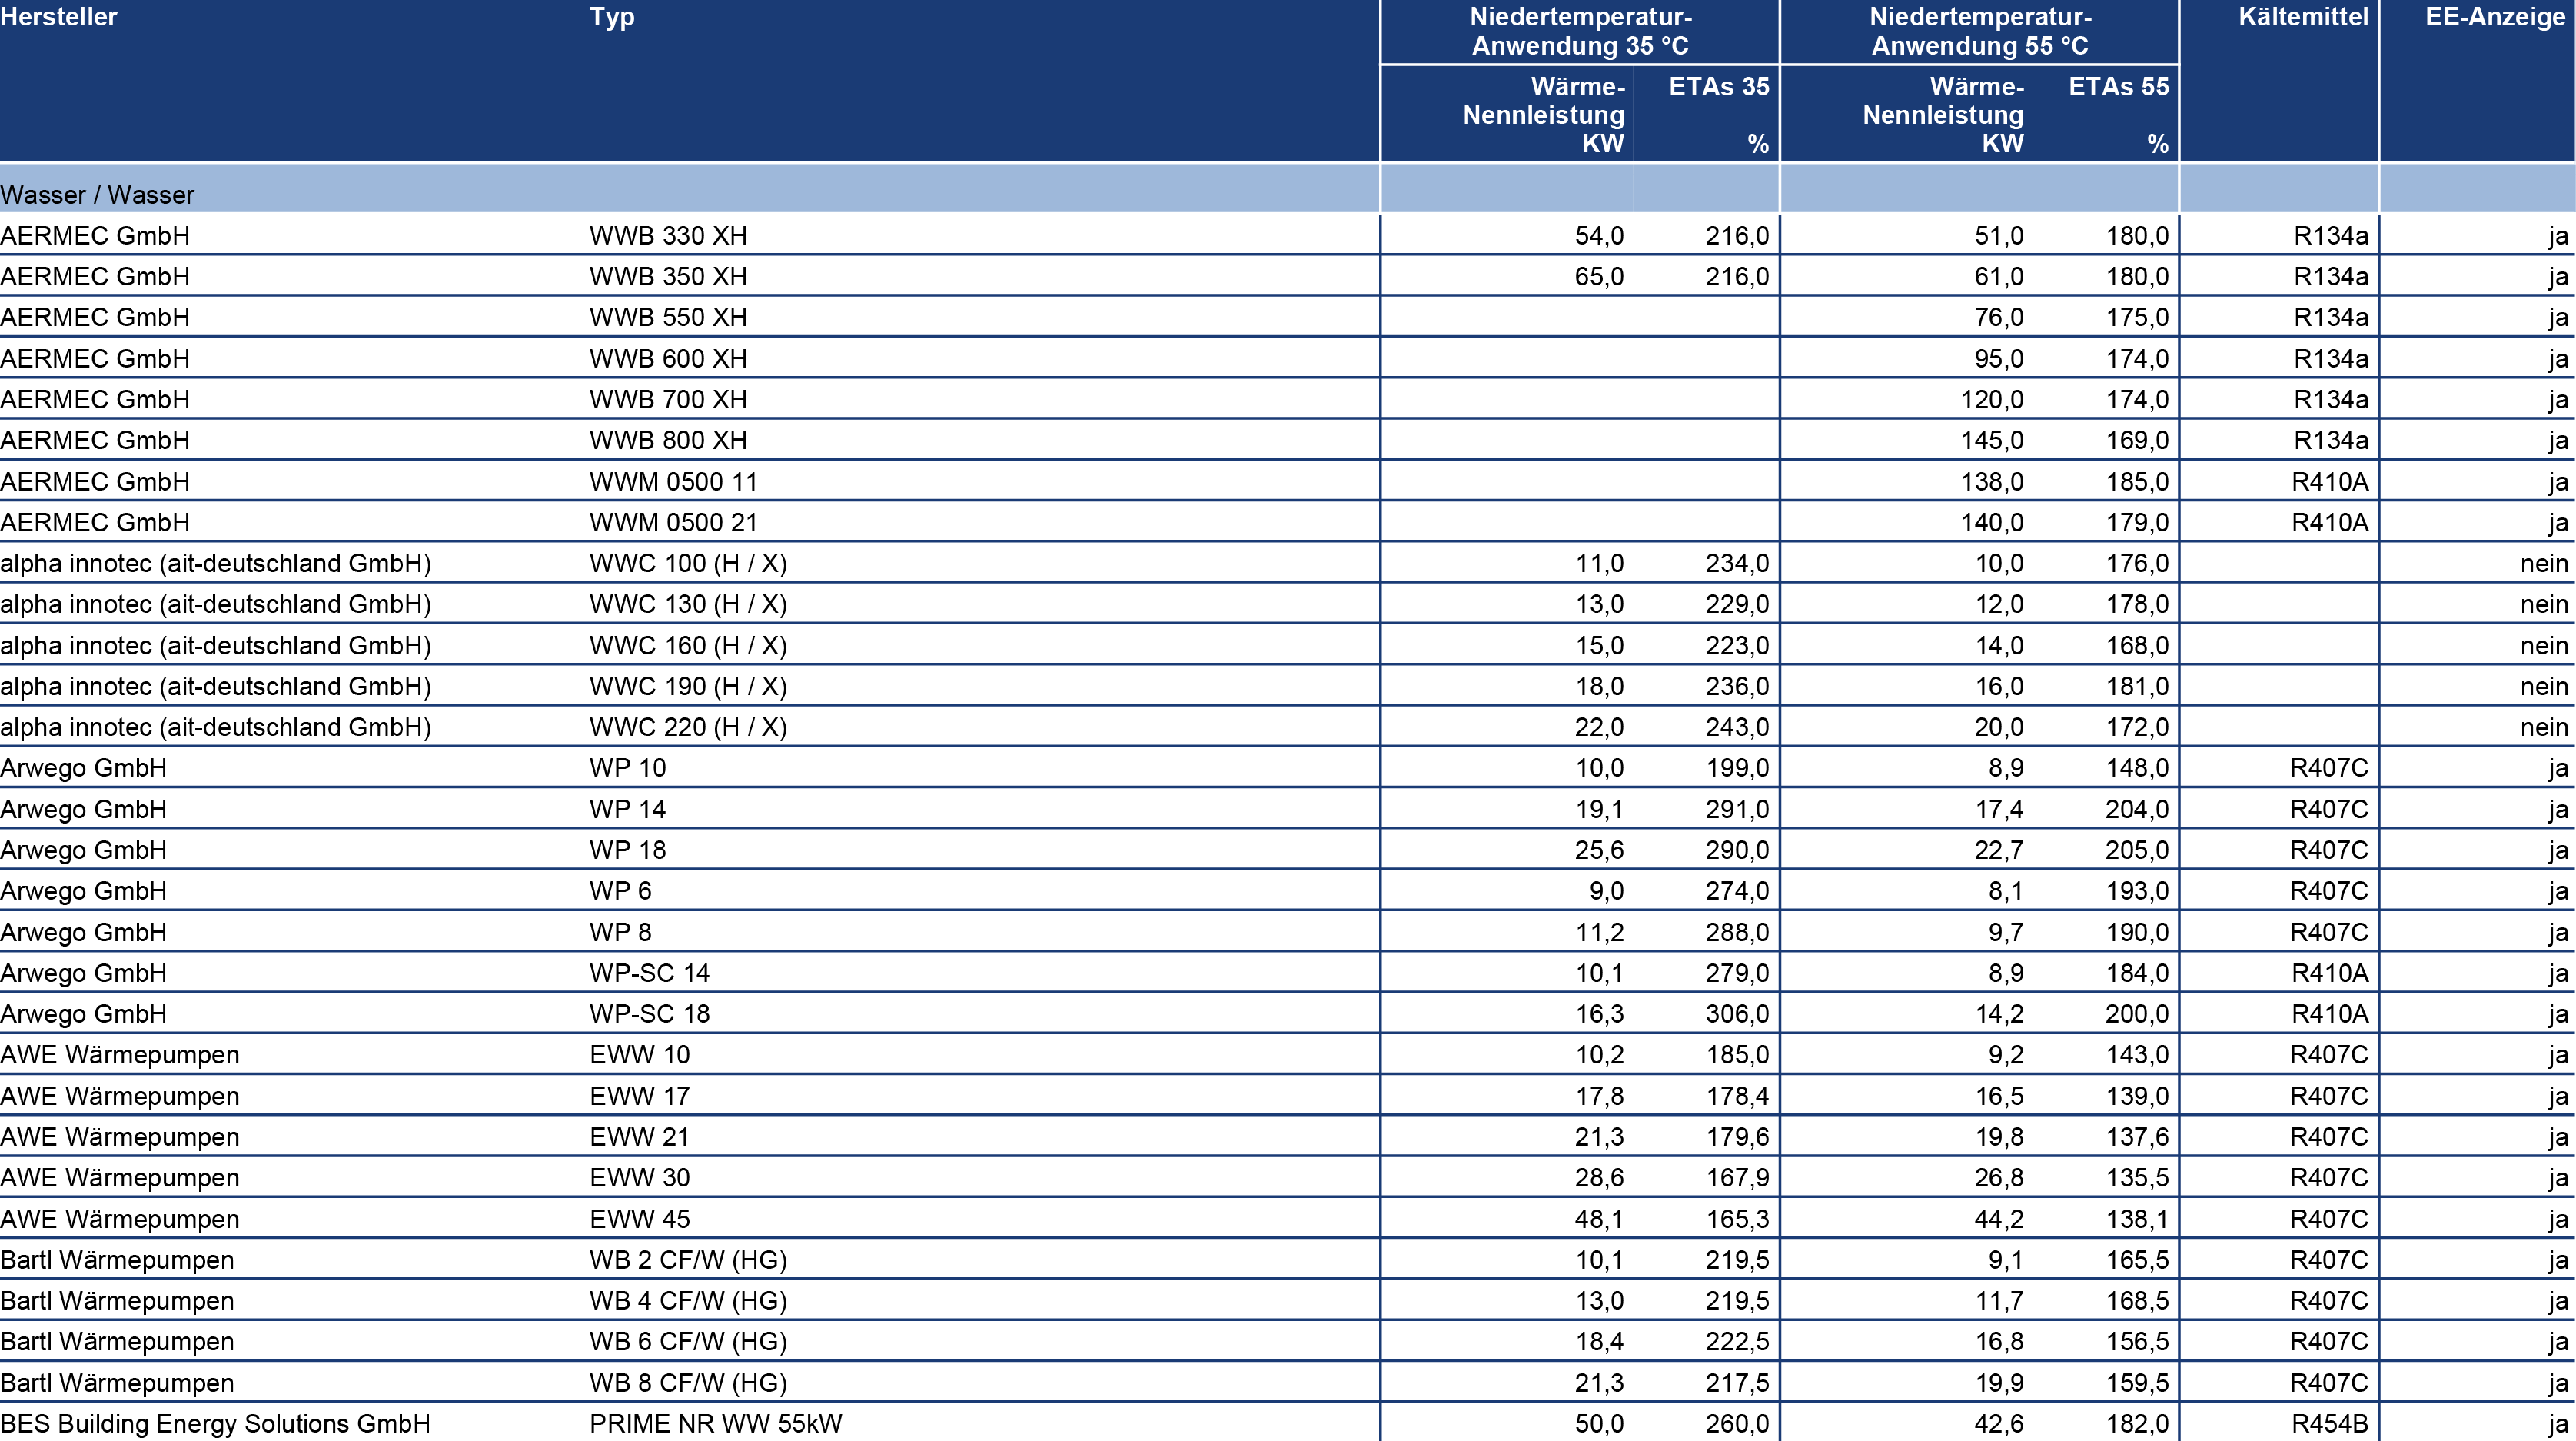 Hersteller Typ Niedertemperatur- Niedertemperatur- Kältemittel EE-Anzeige
Anwendung 35 °C Anwendung 55 °C
Wärme- ETAs 35 Wärme- ETAs 55
Nennleistung Nennleistung
KW % KW %
Wasser / Wasser
AERMEC GmbH WWB 330 XH 54,0 216,0 51,0 180,0 R134a ja
AERMEC GmbH WWB 350 XH 65,0 216,0 61,0 180,0 R134a ja
AERMEC GmbH WWB 550 XH 76,0 175,0 R134a ja
AERMEC GmbH WWB 600 XH 95,0 174,0 R134a ja
AERMEC GmbH WWB 700 XH 120,0 174,0 R134a ja
AERMEC GmbH WWB 800 XH 145,0 169,0 R134a ja
AERMEC GmbH WWM 0500 11 138,0 185,0 R410A ja
AERMEC GmbH WWM 0500 21 140,0 179,0 R410A ja
alpha innotec (ait-deutschland GmbH) WWC 100 (H / X) 11,0 234,0 10,0 176,0 nein
alpha innotec (ait-deutschland GmbH) WWC 130 (H / X) 13,0 229,0 12,0 178,0 nein
alpha innotec (ait-deutschland GmbH) WWC 160 (H / X) 15,0 223,0 14,0 168,0 nein
alpha innotec (ait-deutschland GmbH) WWC 190 (H / X) 18,0 236,0 16,0 181,0 nein
alpha innotec (ait-deutschland GmbH) WWC 220 (H / X) 22,0 243,0 20,0 172,0 nein
Arwego GmbH WP 10 10,0 199,0 8,9 148,0 R407C ja
Arwego GmbH WP 14 19,1 291,0 17,4 204,0 R407C ja
Arwego GmbH WP 18 25,6 290,0 22,7 205,0 R407C ja
Arwego GmbH WP 6 9,0 274,0 8,1 193,0 R407C ja
Arwego GmbH WP 8 11,2 288,0 9,7 190,0 R407C ja
Arwego GmbH WP-SC 14 10,1 279,0 8,9 184,0 R410A ja
Arwego GmbH WP-SC 18 16,3 306,0 14,2 200,0 R410A ja
AWE Wärmepumpen EWW 10 10,2 185,0 9,2 143,0 R407C ja
AWE Wärmepumpen EWW 17 17,8 178,4 16,5 139,0 R407C ja
AWE Wärmepumpen EWW 21 21,3 179,6 19,8 137,6 R407C ja
AWE Wärmepumpen EWW 30 28,6 167,9 26,8 135,5 R407C ja
AWE Wärmepumpen EWW 45 48,1 165,3 44,2 138,1 R407C ja
Bartl Wärmepumpen WB 2 CF/W (HG) 10,1 219,5 9,1 165,5 R407C ja
Bartl Wärmepumpen WB 4 CF/W (HG) 13,0 219,5 11,7 168,5 R407C ja
Bartl Wärmepumpen WB 6 CF/W (HG) 18,4 222,5 16,8 156,5 R407C ja
Bartl Wärmepumpen WB 8 CF/W (HG) 21,3 217,5 19,9 159,5 R407C ja
BES Building Energy Solutions GmbH PRIME NR WW 55kW 50,0 260,0 42,6 182,0 R454B ja